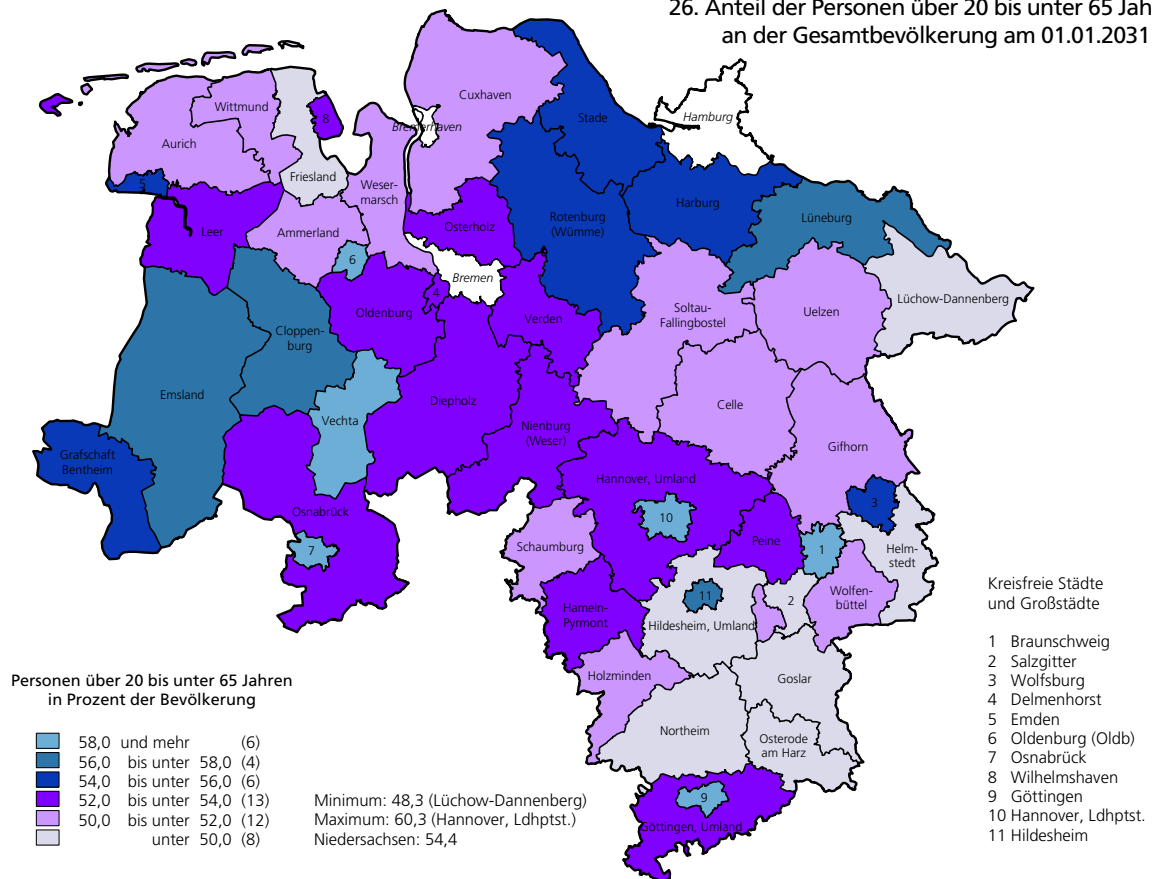 26. Anteil der Personen über 20 bis unter 65 Jah
an der Gesamtbevölkerung am 01.01.2031
Cuxhaven
Wittmund
Stade
Hamburg
8
Bremerhaven
Aurich
Friesland
5
Weser-
marsch
Harburg
Lüneburg
Rotenburg
(Wümme)
Osterholz
Leer
Ammerland
6
Bremen
4
Lüchow-Dannenberg
Oldenburg
Verden
Soltau-
Fallingbostel
Uelzen
Cloppen-
burg
Emsland
Diepholz
Celle
Vechta
Nienburg
(Weser)
Gifhorn
Grafschaft
Bentheim
Hannover, Umland
3
Osnabrück
10
7
Schaumburg
Peine
1
Helm-
stedt
11
2
Wolfen-
büttel
Hameln-
Pyrmont
Hildesheim, Umland
Holzminden
Goslar
Northeim
Osterode
am Harz
9
Göttingen, Umland
Kreisfreie Städte
und Großstädte
1 Braunschweig
2 Salzgitter
3 Wolfsburg
4 Delmenhorst
5 Emden
6 Oldenburg (Oldb)
7 Osnabrück
8 Wilhelmshaven
9 Göttingen
10 Hannover, Ldhptst.
11 Hildesheim
Personen über 20 bis unter 65 Jahren
in Prozent der Bevölkerung
58,0 und mehr (6)
56,0 bis unter 58,0 (4)
54,0 bis unter 56,0 (6)
52,0 bis unter 54,0 (13)
50,0 bis unter 52,0 (12)
unter 50,0 (8)
Minimum: 48,3 (Lüchow-Dannenberg)
Maximum: 60,3 (Hannover, Ldhptst.)
Niedersachsen: 54,4